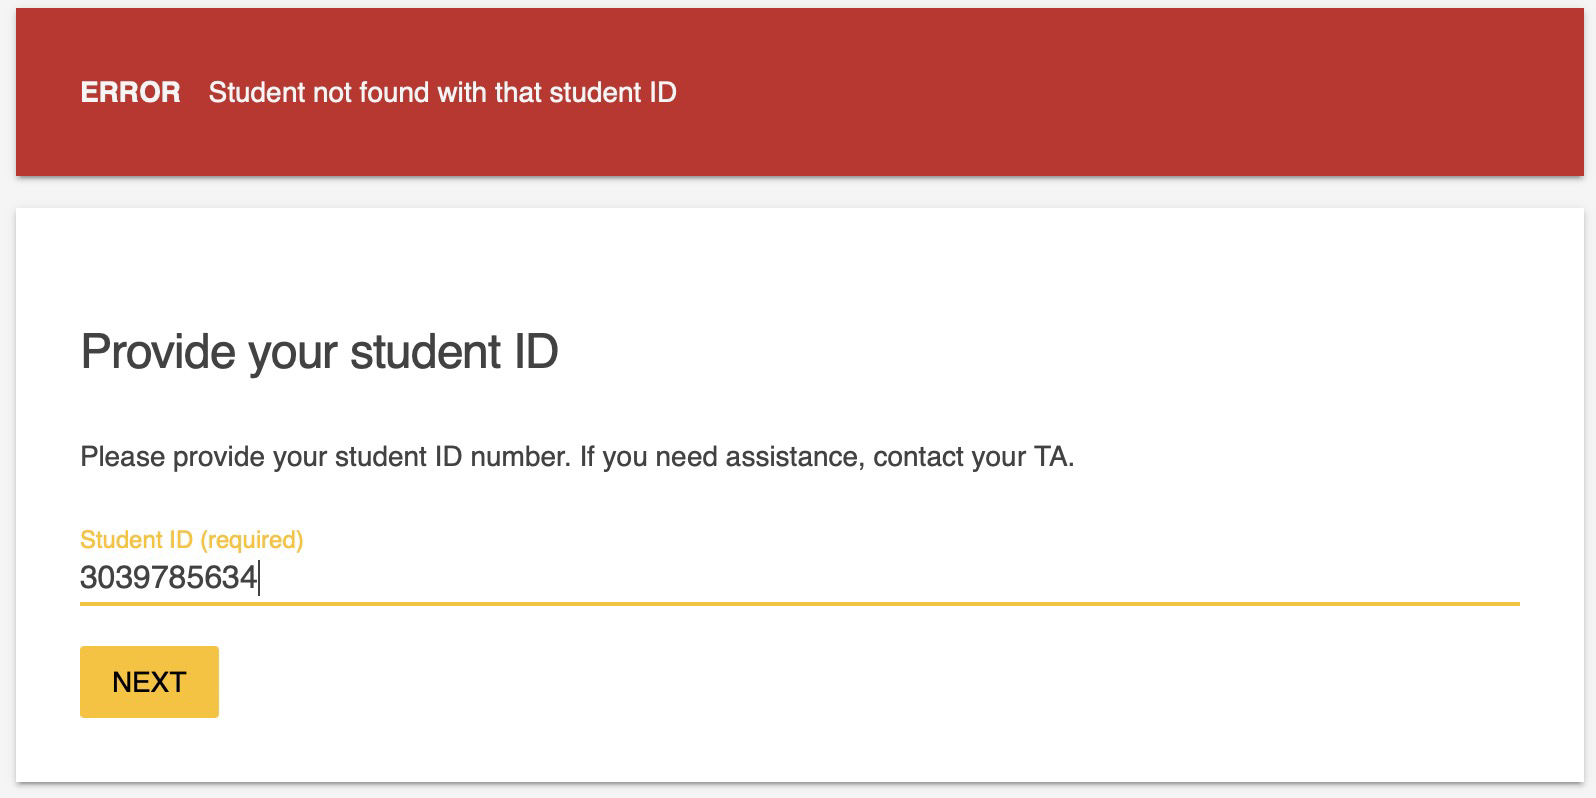 ERROR Student not found with that student ID
Provide your student ID
Please provide your student ID number. If you need assistance, contact your TA.
Student ID (required)
3039785634
NEXT